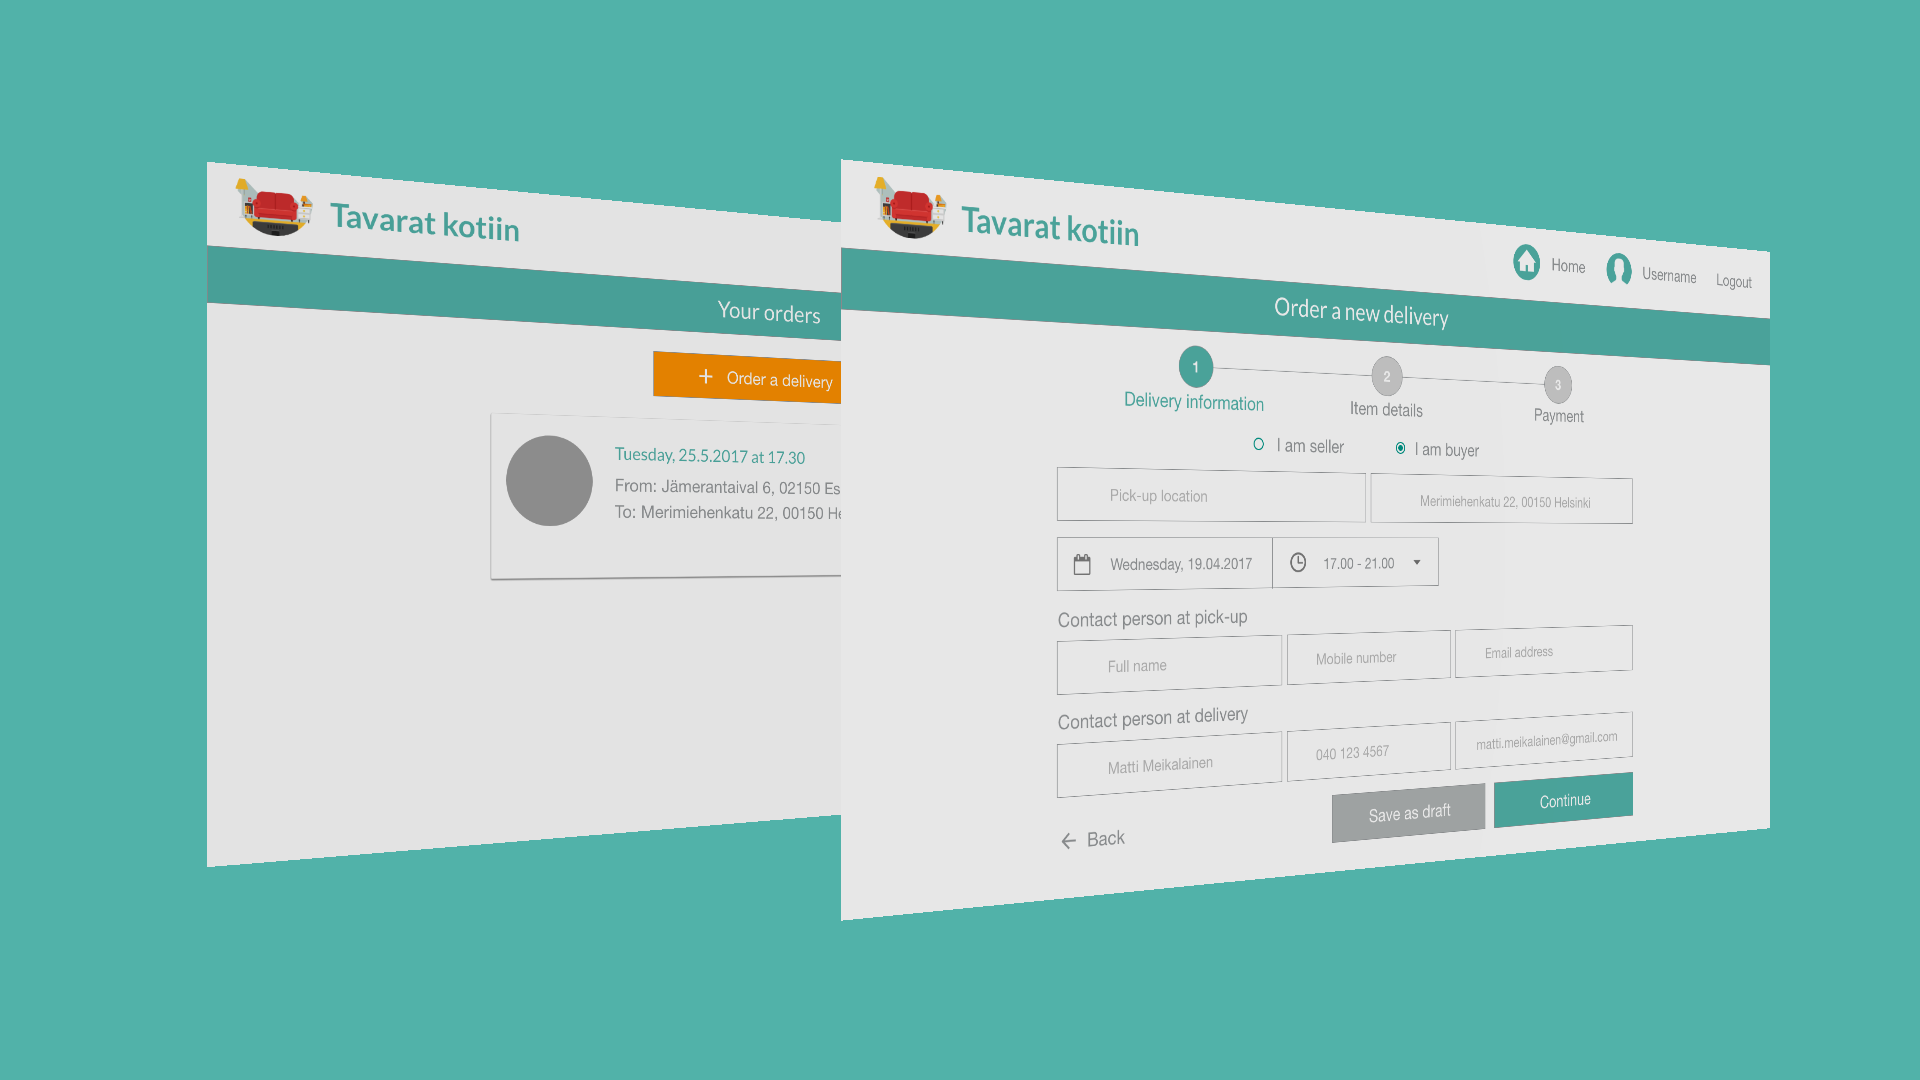 Tavarat kotiin
Your orders
+ Order a delivery
Tuesday, 25.5.2017 at 17.30
From: Jämerantaival 6, 02150 Es
To: Merimiehenkatu 22, 00150 He
Tavarat kotiin
Home
Username
Logout
Order a new delivery
1
2
3
Delivery information
Item details
Payment
I am seller
I am buyer
Pick-up location
Merimiehenkatu 22, 00150 Helsinki
Wednesday, 19.04.2017
17.00 - 21.00
Contact person at pick-up
Full name
Mobile number
Email address
Contact person at delivery
Matti Meikalainen
040 123 4567
matti.meikalainen@gmail.com
Save as draft
Continue
Back